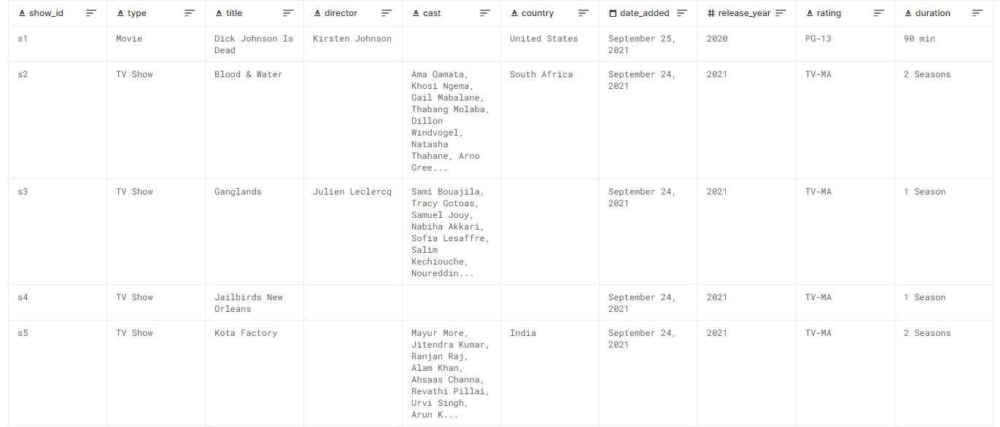 show_id type title director cast country date_added release_year rating duration
s1 Movie Dick Johnson Is Kirsten Johnson United States September 25, 2020 PG-13 90 min
Dead 2021
s2 TV Show Blood & Water Ama Qamata, South Africa September 24, 2021 TV-MA 2 Seasons
Khosi Ngema, 2021
Gail Mabalane,
Thabang Molaba,
Dillon
Windvogel,
Natasha
Thahane, Arno
Gree...
s3 TV Show Ganglands Julien Leclercq Sami Bouajila, September 24, 2021 TV-MA 1 Season
Tracy Gotoas, 2021
Samuel Jouy,
Nabiha Akkari,
Sofia Lesaffre,
Salim
Kechiouche,
Noureddin...
s4 TV Show Jailbirds New September 24, 2021 TV-MA 1 Season
Orleans 2021
s5 TV Show Kota Factory Mayur More, India September 24, 2021 TV-MA 2 Seasons
Jitendra Kumar, 2021
Ranjan Raj,
Alam Khan,
Ahsaas Channa,
Revathi Pillai,
Urvi Singh,
Arun K...